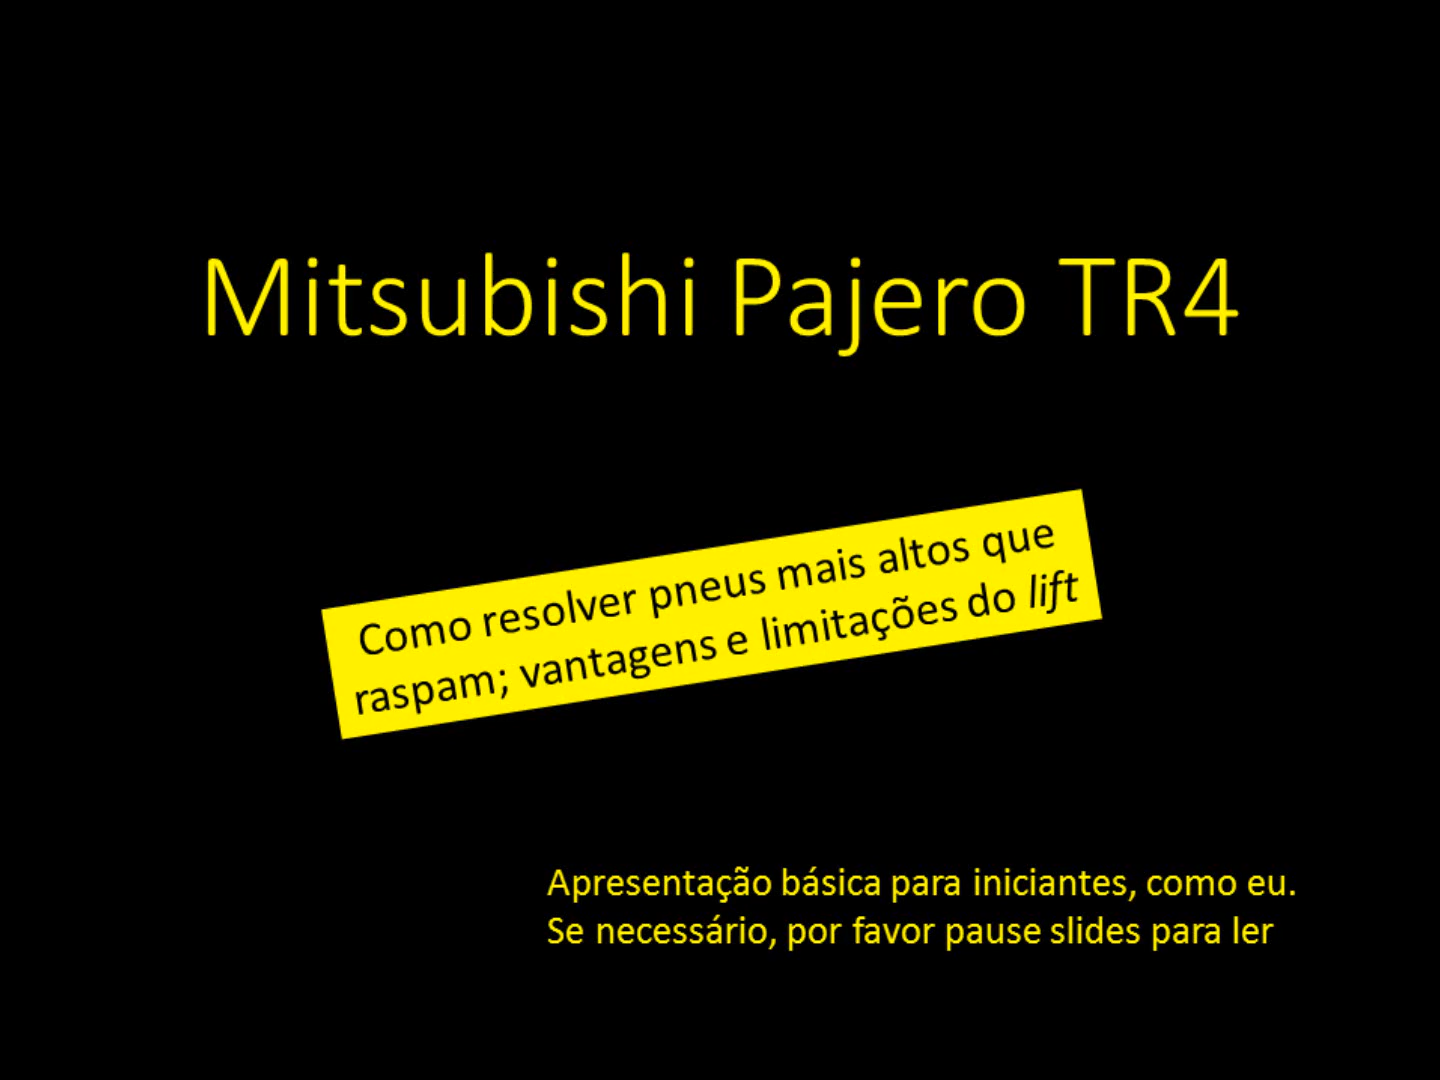 Mitsubishi Pajero TR4
Como resolver pneus mais altos que
raspam; vantagens e limitações do lift
Apresentação básica para iniciantes, como eu.
Se necessário, por favor pause slides para ler